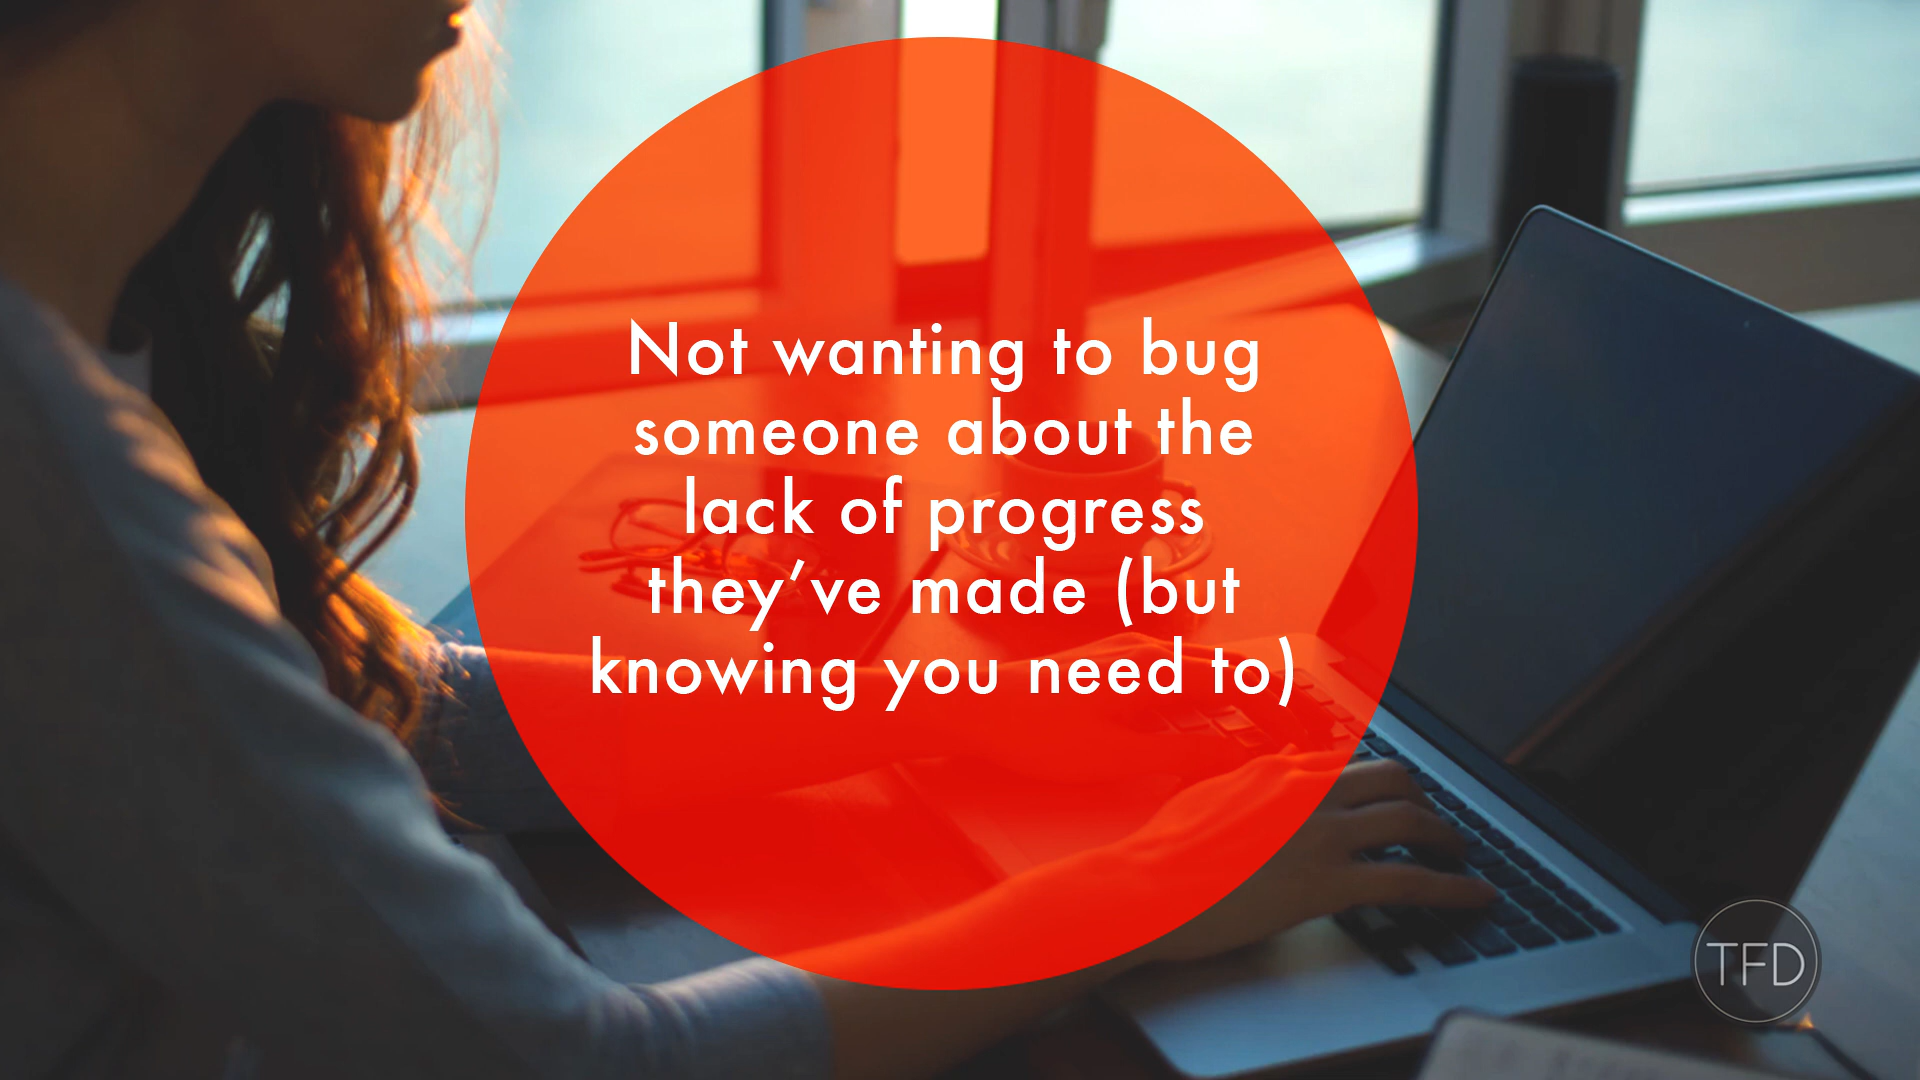 Not wanting to bug
someone about the
lack of progress
they’ve made (but
knowing you need to)
TFD